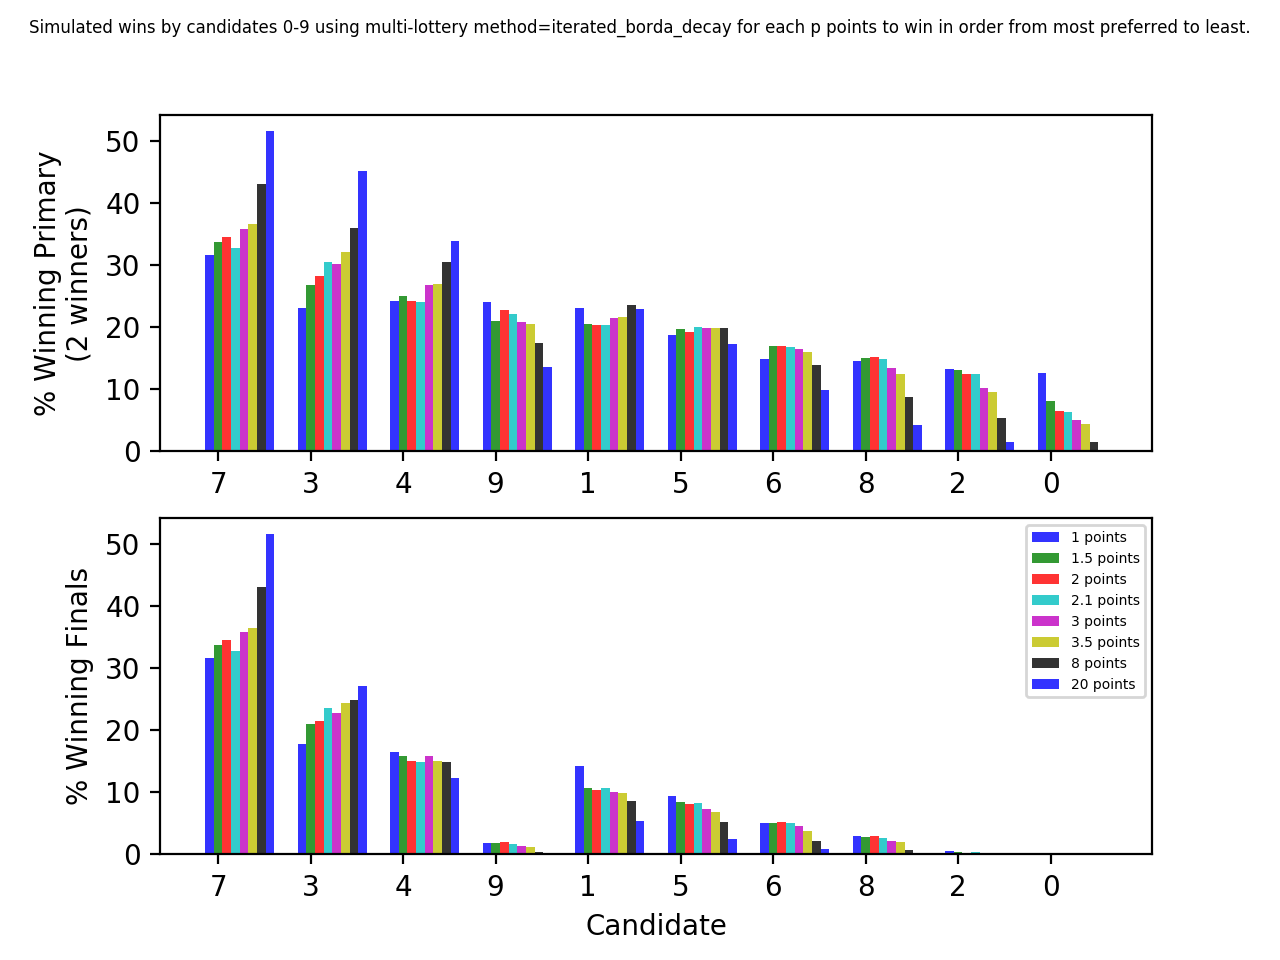 Simulated wins by candidates 0-9 using multi-lottery method=iterated_borda_decay for each p points to win in order from most preferred to least.
% Winning Primary
(2 winners)
50
40
30
20
10
0
7 3 4 9 1 5 6 8 2 0
% Winning Finals
50
40
30
20
10
0
1 points
1.5 points
2 points
2.1 points
3 points
3.5 points
8 points
20 points
7 3 4 9 1 5 6 8 2 0
Candidate